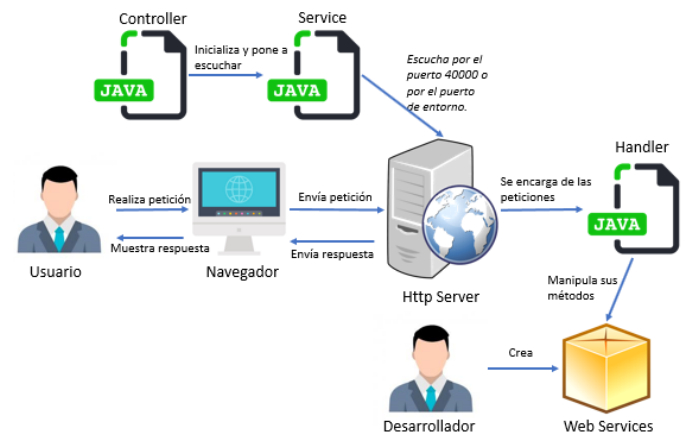 Controller
Service
Inicializa y pone a
escuchar
JAVA
JAVA
Escucha por el
puerto 40000 o
por el puerto
de entorno.
Handler
Realiza petición
Envía petición
Se encarga de las
peticiones
JAVA
Muestra respuesta
Envía respuesta
Usuario
Navegador
Http Server
Manipula sus
métodos
Crea
Desarrollador
Web Services